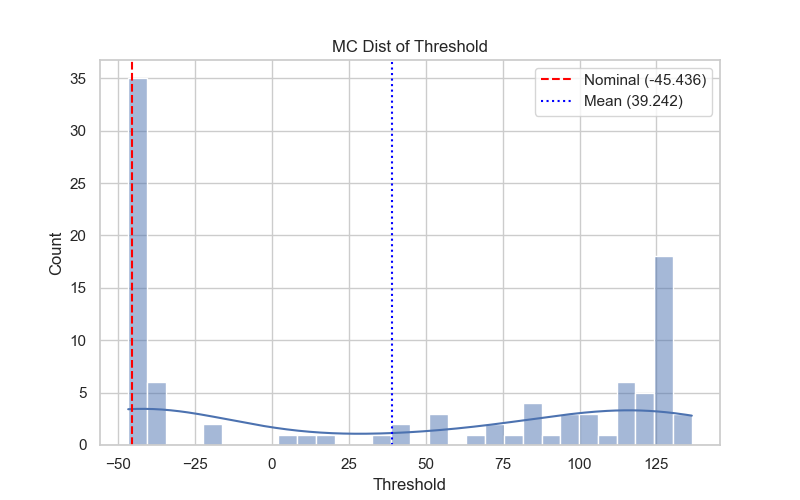 MC Dist of Threshold
Nominal (-45.436)
Mean (39.242)
Count
35
30
25
20
15
10
5
0
−50 −25 0 25 50 75 100 125
Threshold